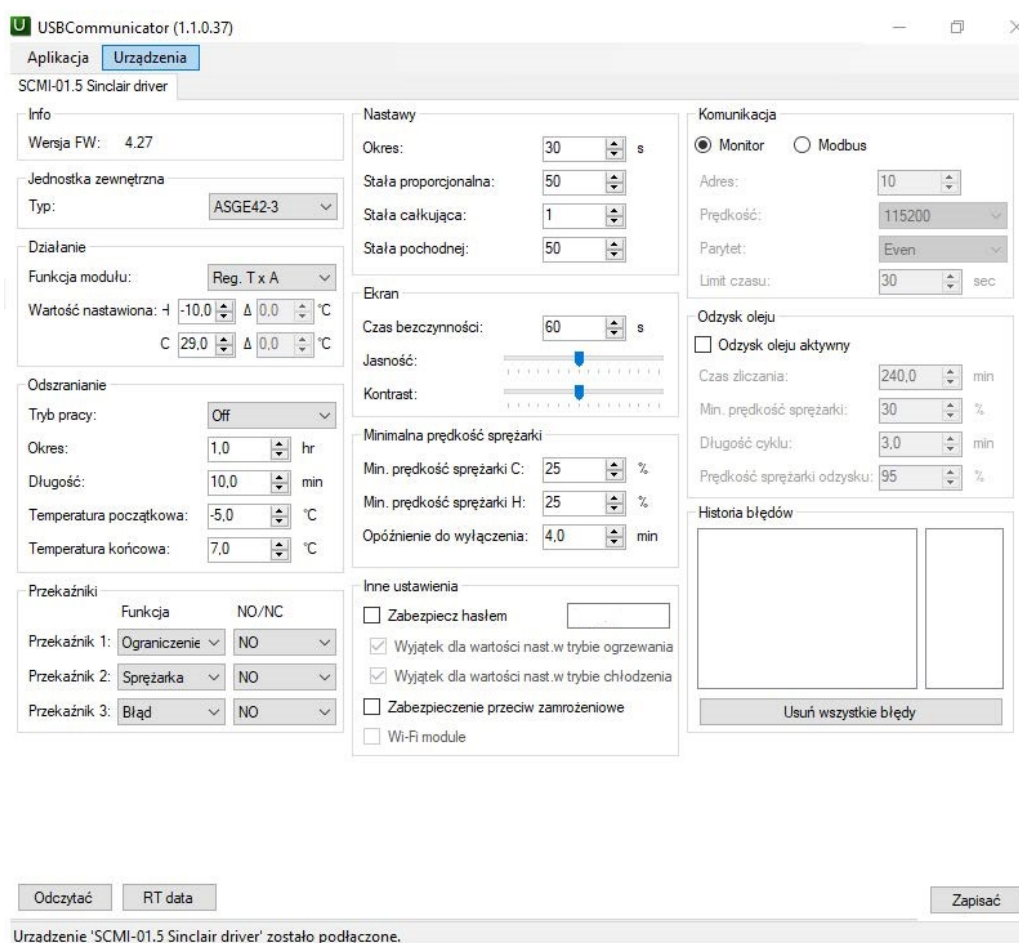 USBCommunicator (1.1.0.37)
Aplikacja Urządzenia
SCMI-01.5 Sinclair driver
Info
Wersja FW: 4.27
Jednostka zewnętrzna
Typ: ASGE42-3
Działanie
Funkcja modułu: Reg. T x A
Wartość nastawiona: -10,0 Δ 0,0 °C
C 29,0 Δ 0,0 °C
Odszranianie
Tryb pracy: Off
Okres: 1,0 hr
Długość: 10,0 min
Temperatura początkowa: -5,0 °C
Temperatura końcowa: 7,0 °C
Przekaźniki
Funkcja NO/NC
Przekaźnik 1: Ograniczenie NO
Przekaźnik 2: Sprężarka NO
Przekaźnik 3: Błąd NO
Nastawy
Okres: 30 s
Stała proporcjonalna: 50
Stała całkująca: 1
Stała pochodnej: 50
Ekran
Czas bezczynności: 60 s
Jasność:
Kontrast:
Minimalna prędkość sprężarki
Min. prędkość sprężarki C: 25 %
Min. prędkość sprężarki H: 25 %
Opóźnienie do wyłączenia: 4,0 min
Inne ustawienia
Zabezpiecz hasłem
Wyjątek dla wartości nast.w trybie ogrzewania
Wyjątek dla wartości nast.w trybie chłodzenia
Zabezpieczenie przeciw zamrożeniowe
Wi-Fi module
Komunikacja
Monitor Modbus
Adres: 10
Prędkość: 115200
Parytet: Even
Limit czasu: 30 sec
Odzysk oleju
Odzysk oleju aktywny
Czas zliczania: 240,0 min
Min. prędkość sprężarki: 30 %
Długość cyklu: 3,0 min
Prędkość sprężarki odzysku: 95 %
Historia błędów
Usuń wszystkie błędy
Odczytać RT data Zapisać
Urządzenie 'SCMI-01.5 Sinclair driver' zostało podłączone.